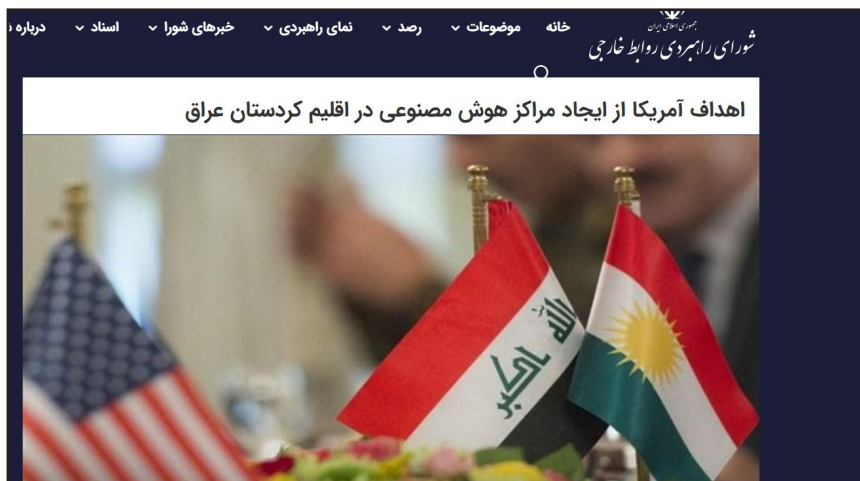 جمهوری اسلامی ایران
شورای راهبردی روابط خارجی
خانه موضوعات رصد نمای راهبردی خبرهای شورا اسناد درباره
اهداف آمریکا از ایجاد مراکز هوش مصنوعی در اقلیم کردستان عراق
الله اكبر